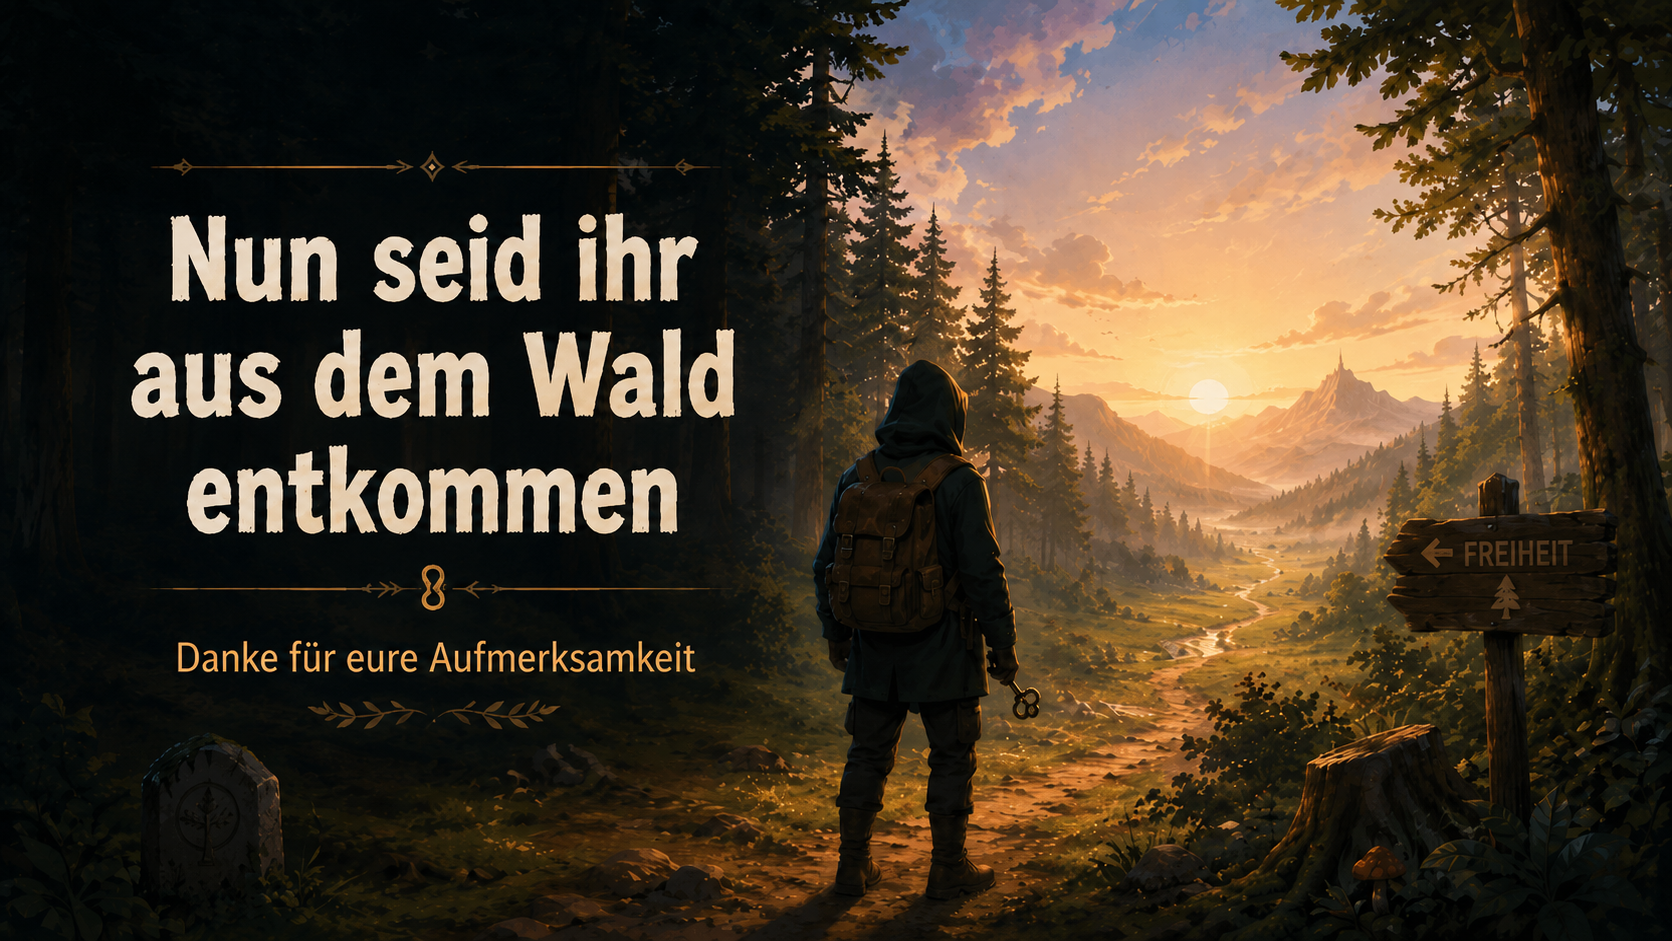 Nun seid ihr
aus dem Wald
entkommen
Danke für eure Aufmerksamkeit
← FREIHEIT